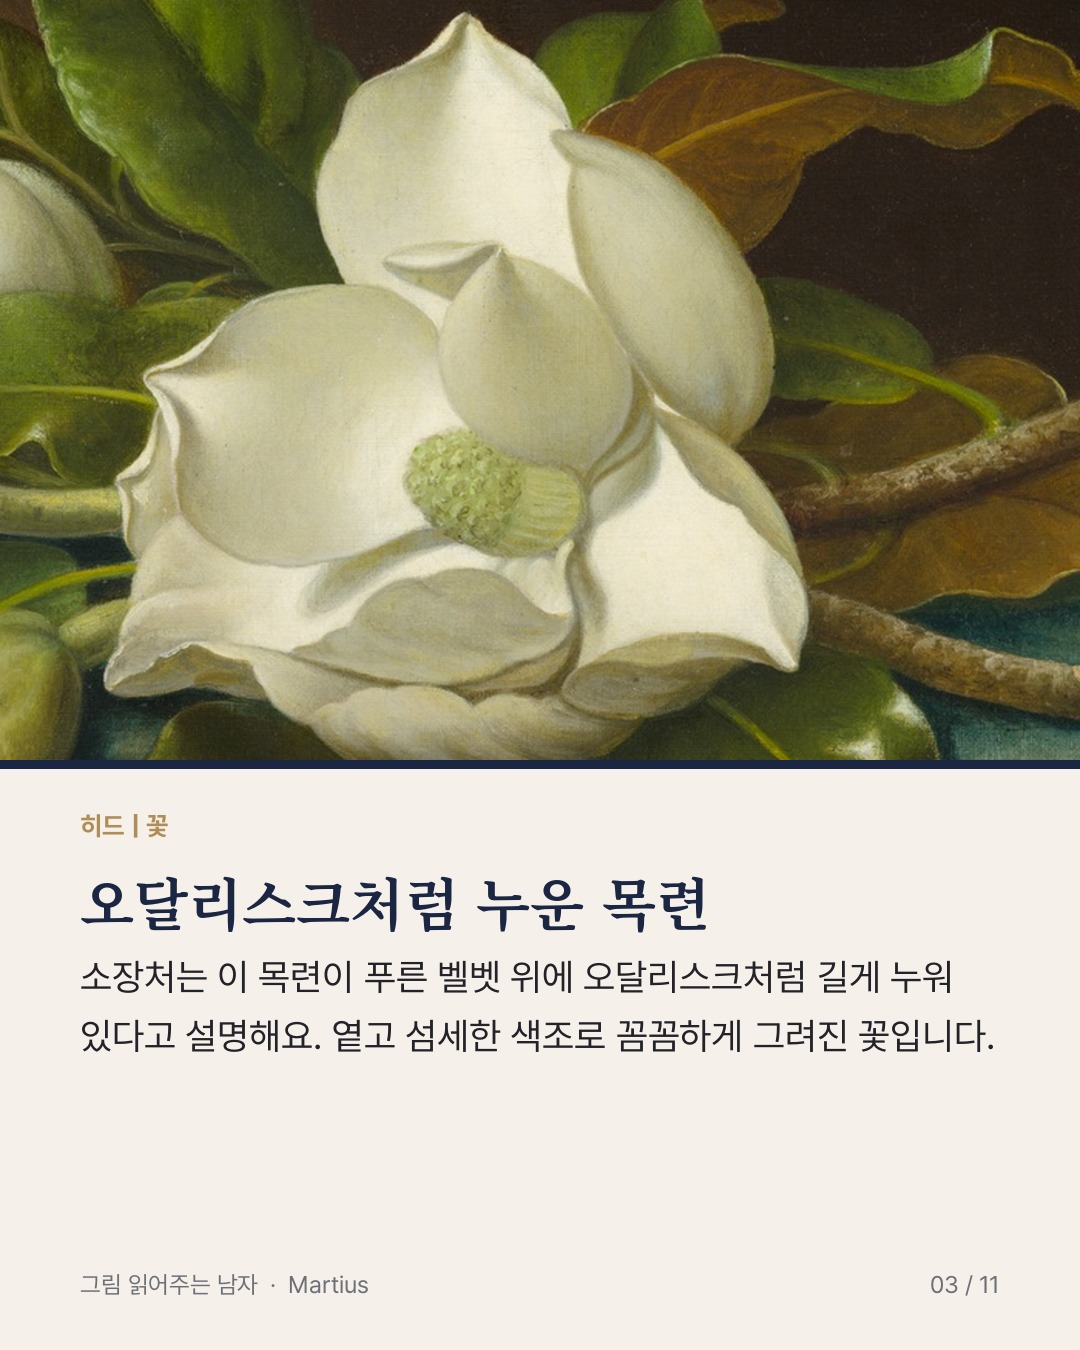 히드 | 꽃
오달리스크처럼 누운 목련
소장처는 이 목련이 푸른 벨벳 위에 오달리스크처럼 길게 누워
있다고 설명해요. 옅고 섬세한 색조로 꼼꼼하게 그려진 꽃입니다.
그림 읽어주는 남자 · Martius
03 / 11